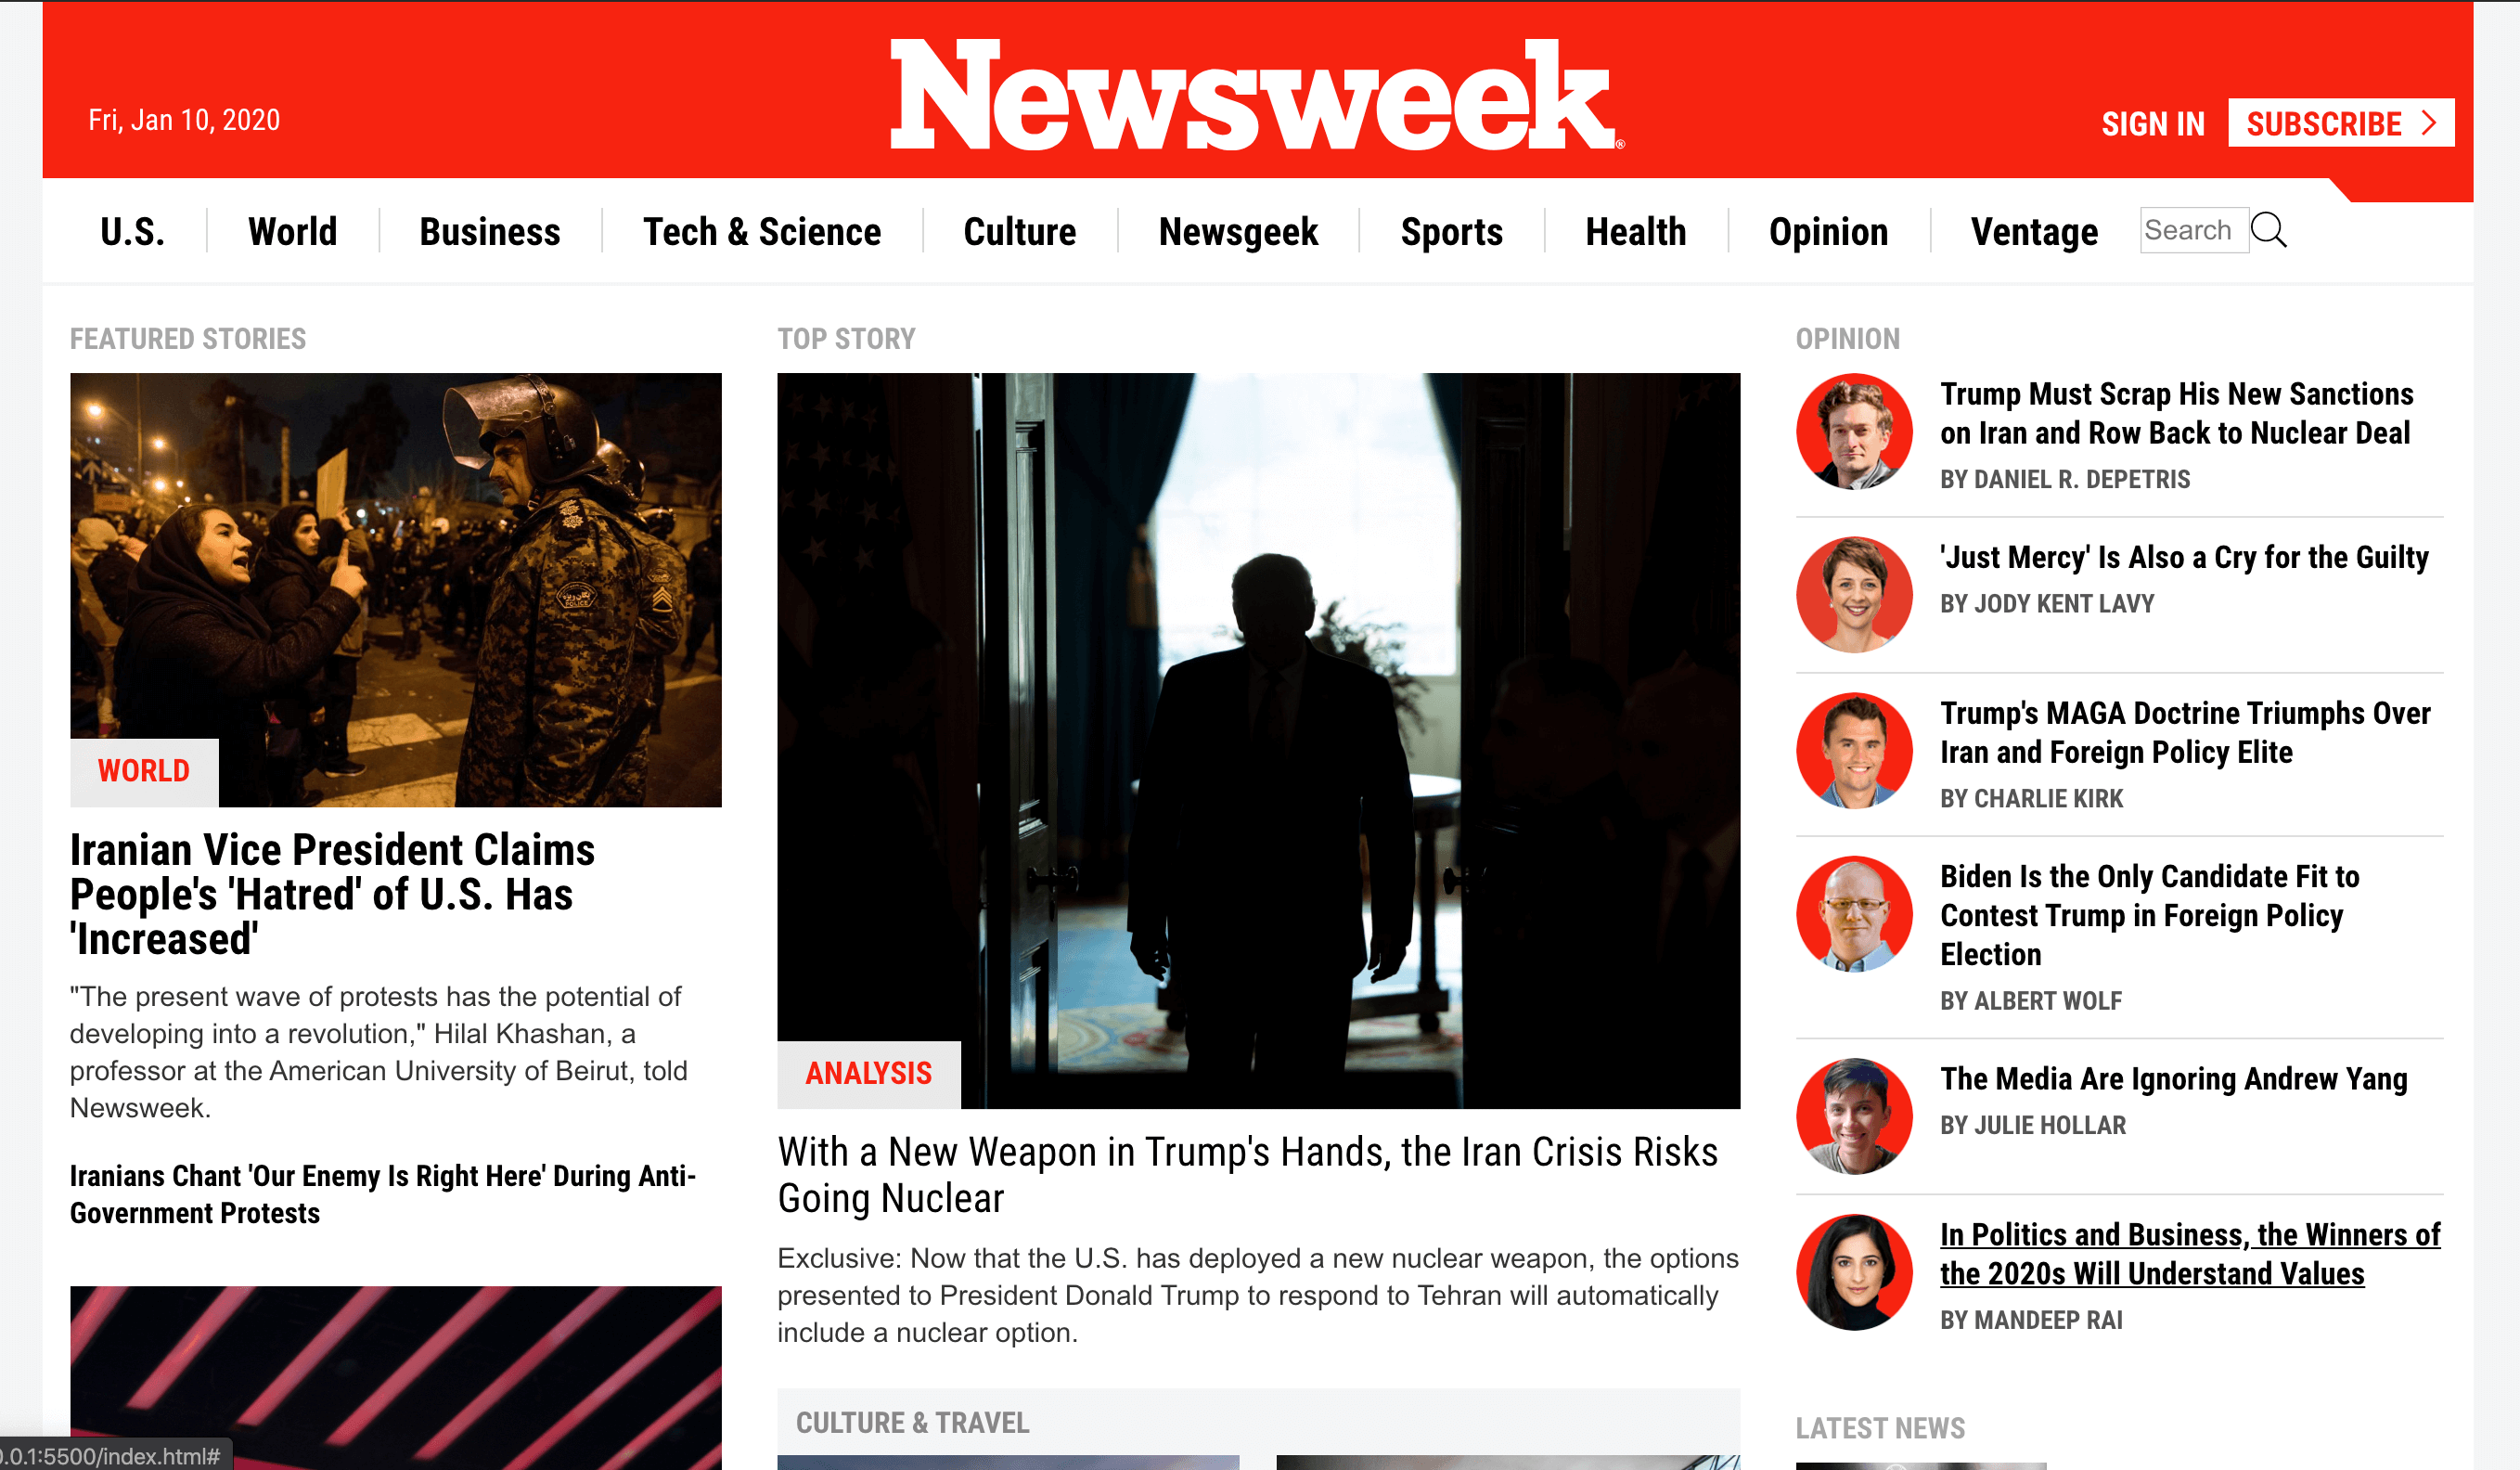 Newsweek®
Fri, Jan 10, 2020
SIGN IN
SUBSCRIBE >
U.S.
World
Business
Tech & Science
Culture
Newsgeek
Sports
Health
Opinion
Ventage
Search
FEATURED STORIES
POLICE
WORLD
Iranian Vice President Claims
People's 'Hatred' of U.S. Has
'Increased'
"The present wave of protests has the potential of
developing into a revolution," Hilal Khashan, a
professor at the American University of Beirut, told
Newsweek.
Iranians Chant 'Our Enemy Is Right Here' During Anti-
Government Protests
TOP STORY
ANALYSIS
With a New Weapon in Trump's Hands, the Iran Crisis Risks
Going Nuclear
Exclusive: Now that the U.S. has deployed a new nuclear weapon, the options
presented to President Donald Trump to respond to Tehran will automatically
include a nuclear option.
CULTURE & TRAVEL
OPINION
Trump Must Scrap His New Sanctions
on Iran and Row Back to Nuclear Deal
BY DANIEL R. DEPETRIS
'Just Mercy' Is Also a Cry for the Guilty
BY JODY KENT LAVY
Trump's MAGA Doctrine Triumphs Over
Iran and Foreign Policy Elite
BY CHARLIE KIRK
Biden Is the Only Candidate Fit to
Contest Trump in Foreign Policy
Election
BY ALBERT WOLF
The Media Are Ignoring Andrew Yang
BY JULIE HOLLAR
In Politics and Business, the Winners of
the 2020s Will Understand Values
BY MANDEEP RAI
LATEST NEWS
0.0.1:5500/index.html#